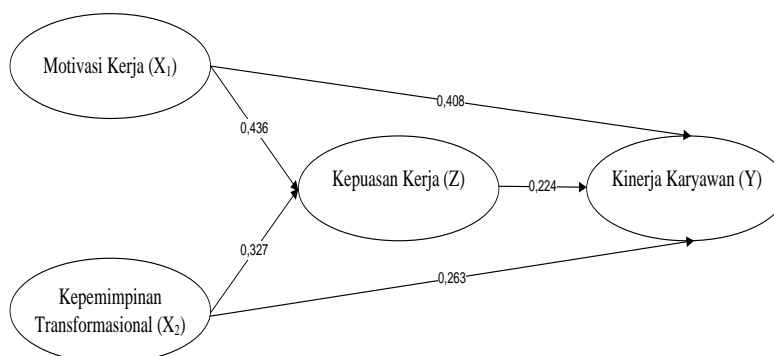 Motivasi Kerja (X₁)
0,408
0,436
Kepuasan Kerja (Z)
0,224
Kinerja Karyawan (Y)
0,327
0,263
Kepemimpinan
Transformasional (X₂)